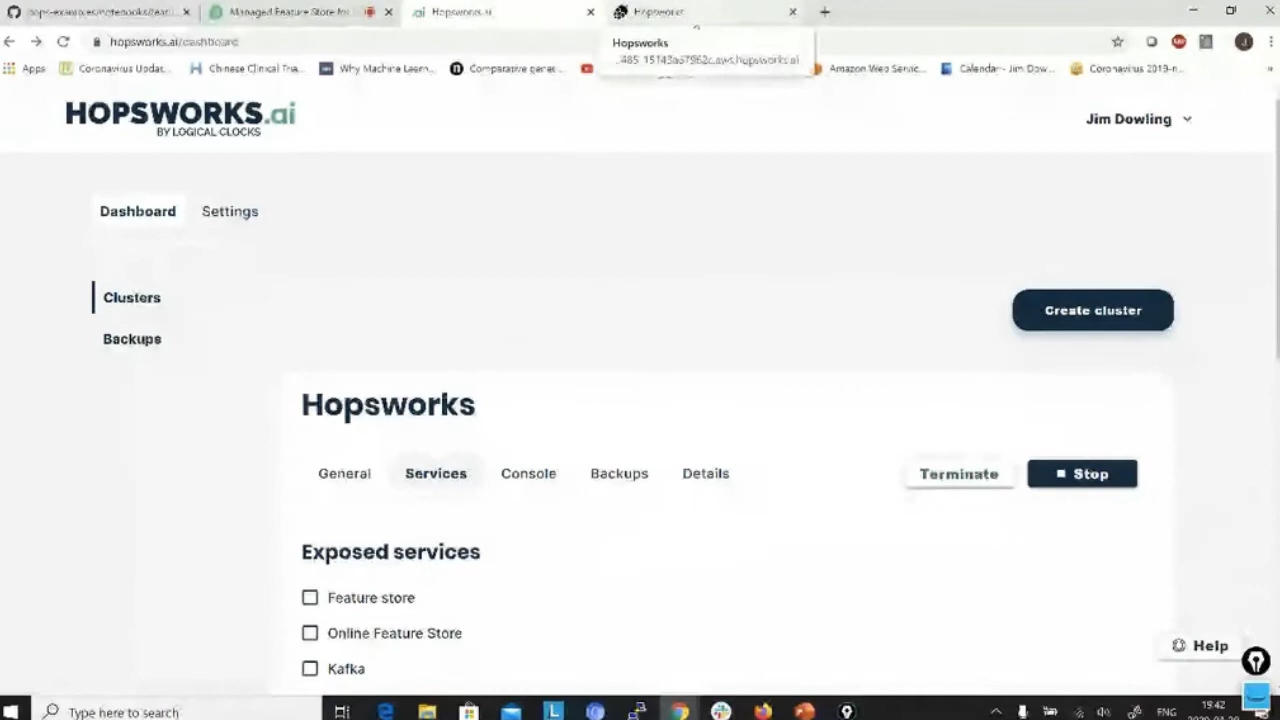 Managed Feature Store for
Hopsworks.ai
Hopsworks
hopsworks.ai/dashboard
Hopsworks
Apps
Coronavirus Updat...
Chinese Clinical Tria...
Why Machine Learn...
Comparative genet...
Amazon Web Servic...
Calendar - Jim Dow...
Coronavirus 2019-n...
HOPSWORKS.ai
BY LOGICAL CLOCKS
Jim Dowling
Dashboard
Settings
Clusters
Create cluster
Backups
Hopsworks
General
Services
Console
Backups
Details
Terminate
Stop
Exposed services
Feature store
Online Feature Store
Kafka
Help
Type here to search
ENG
19:42